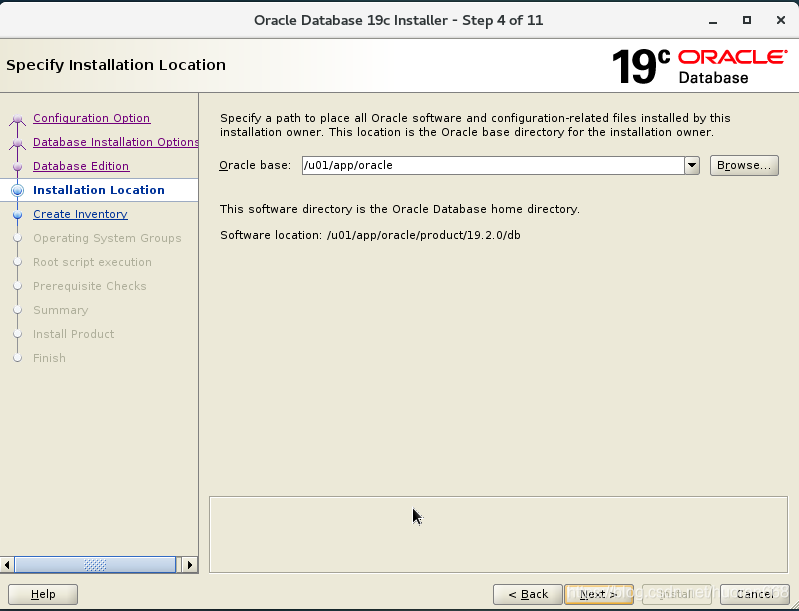 Oracle Database 19c Installer - Step 4 of 11
Specify Installation Location
19c ORACLE
Database
Configuration Option
Database Installation Options
Database Edition
Installation Location
Create Inventory
Operating System Groups
Root script execution
Prerequisite Checks
Summary
Install Product
Finish
Specify a path to place all Oracle software and configuration-related files installed by this
installation owner. This location is the Oracle base directory for the installation owner.
Oracle base: /u01/app/oracle Browse...
This software directory is the Oracle Database home directory.
Software location: /u01/app/oracle/product/19.2.0/db
Help < Back Next > Install Cancel